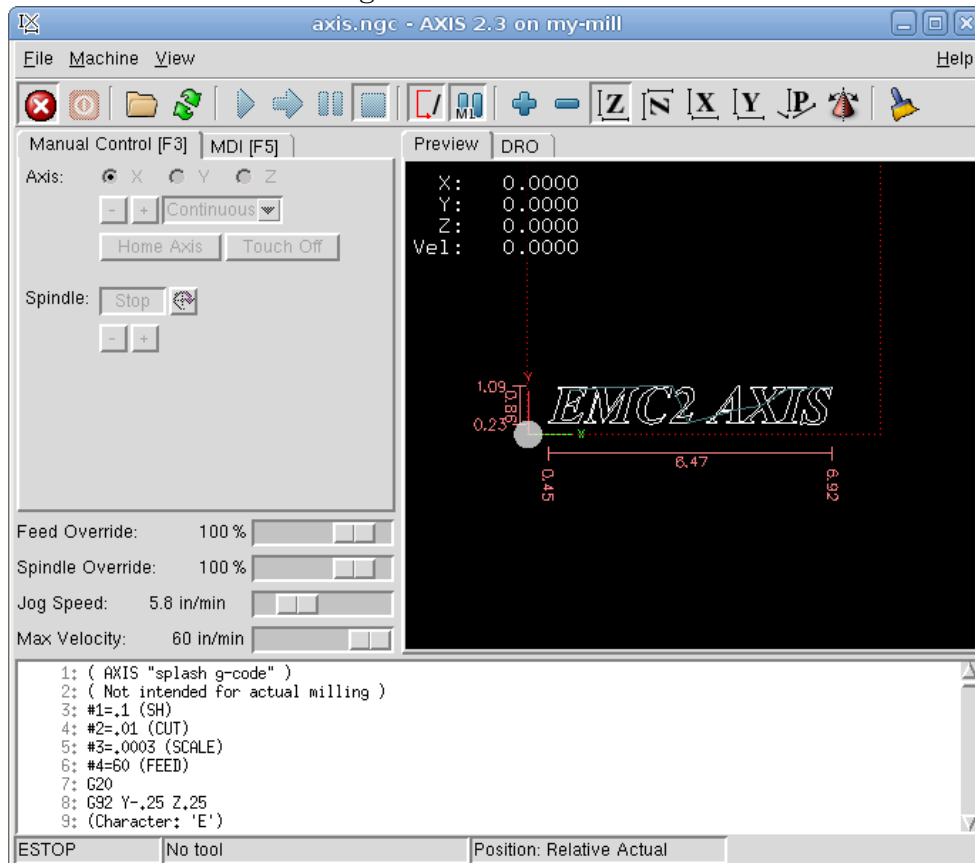 axis.ngc - AXIS 2.3 on my-mill
File Machine View Help
M1 Z N X Y P
Manual Control [F3] MDI [F5] Preview DRO
Axis: X Y Z
- + Continuous
Home Axis Touch Off
Spindle: Stop
- +
X: 0.0000
Y: 0.0000
Z: 0.0000
Vel: 0.0000
Y
1.09
0.86
0.23
EMC2 AXIS
X
6.47
0.45
6.92
Feed Override: 100 %
Spindle Override: 100 %
Jog Speed: 5.8 in/min
Max Velocity: 60 in/min
1: ( AXIS "splash g-code" )
2: ( Not intended for actual milling )
3: #1=.1 (SH)
4: #2=.01 (CUT)
5: #3=.0003 (SCALE)
6: #4=60 (FEED)
7: G20
8: G92 Y-.25 Z.25
9: (Character: 'E')
ESTOP No tool Position: Relative Actual